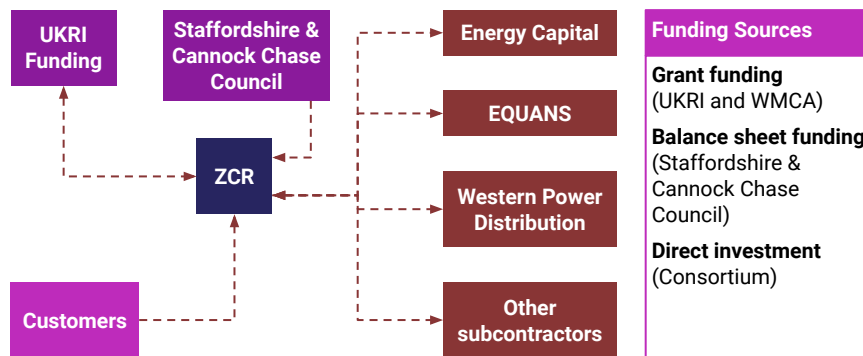 UKRI
Funding
Staffordshire &
Cannock Chase
Council
ZCR
Customers
Energy Capital
EQUANS
Western Power
Distribution
Other
subcontractors
Funding Sources
Grant funding
(UKRI and WMCA)
Balance sheet funding
(Staffordshire &
Cannock Chase
Council)
Direct investment
(Consortium)